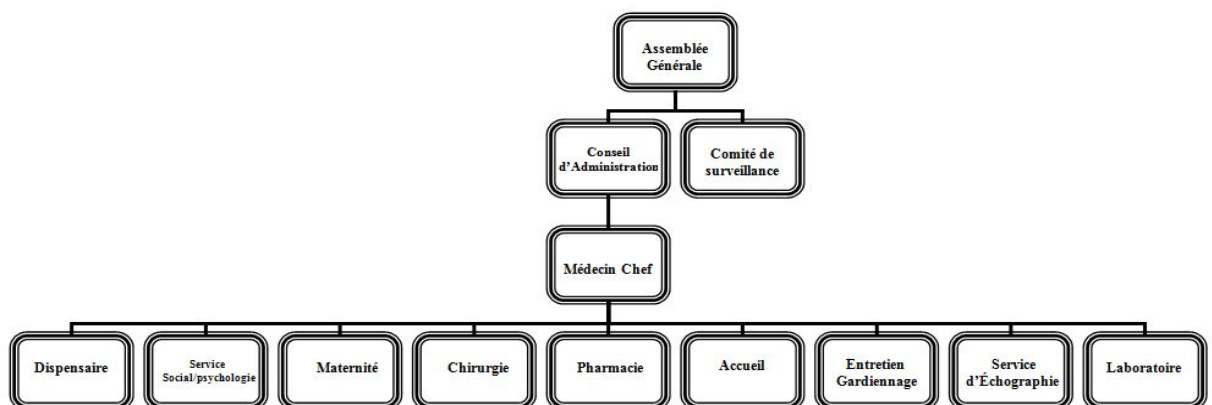 Assemblée
Générale
Conseil
d'Administration
Comité de
surveillance
Médecin Chef
Dispensaire
Service
Social/psychologie
Maternité
Chirurgie
Pharmacie
Accueil
Entretien
Gardiennage
Service
d'Échographie
Laboratoire